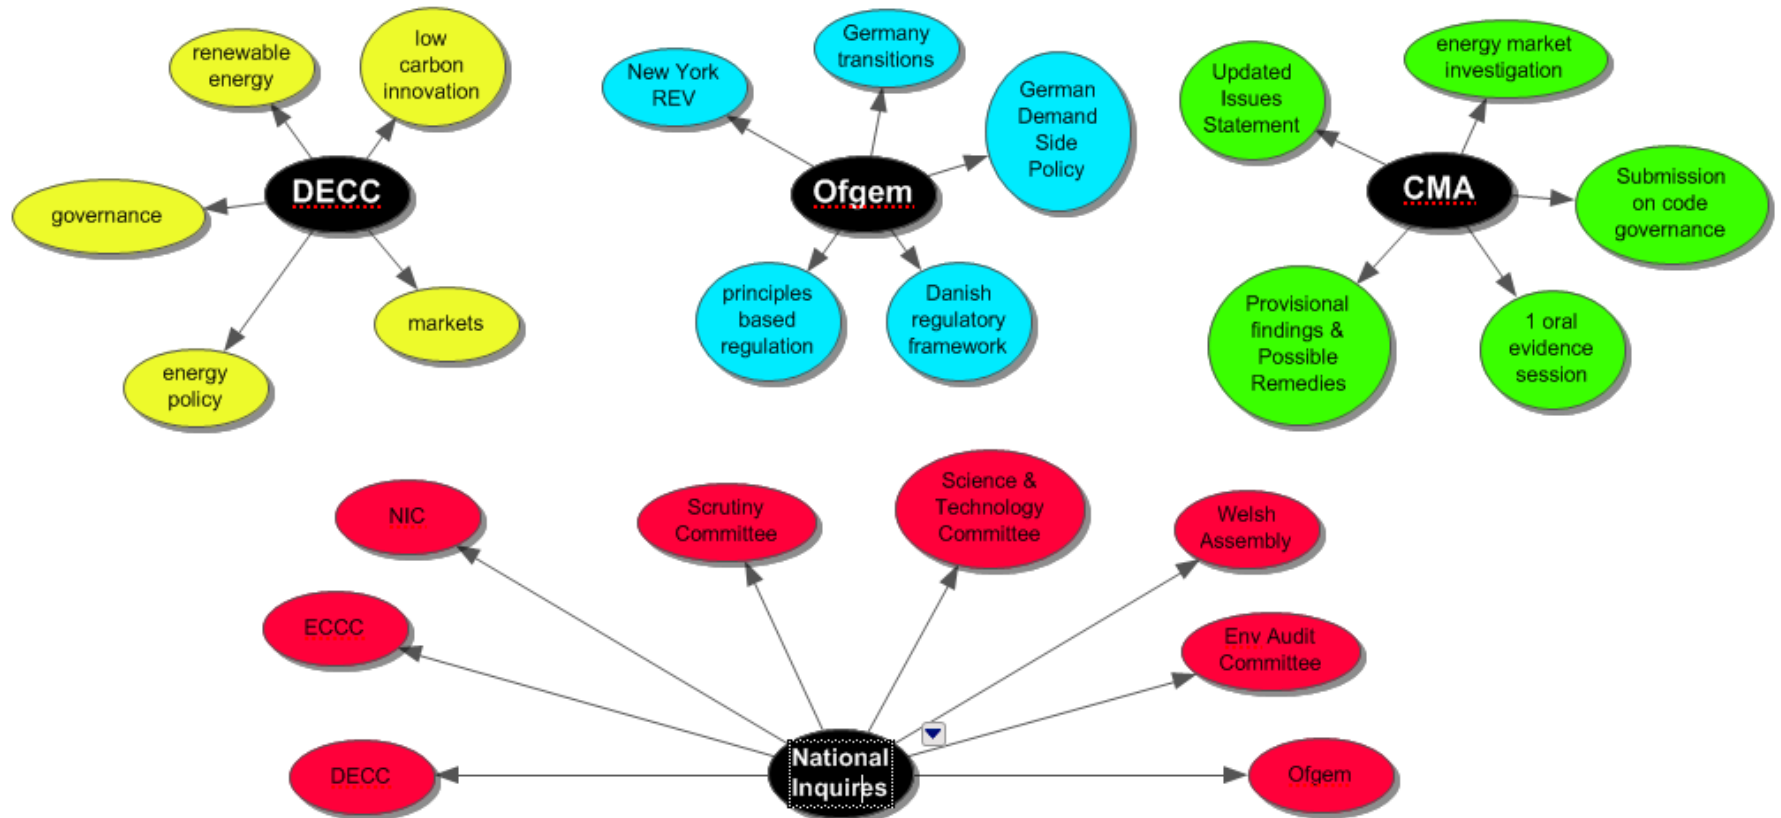 renewable
energy
low
carbon
innovation
DECC
governance
markets
energy
policy
New York
REV
Germany
transitions
German
Demand
Side
Policy
Ofgem
principles
based
regulation
Danish
regulatory
framework
Updated
Issues
Statement
energy market
investigation
CMA
Submission
on code
governance
Provisional
findings &
Possible
Remedies
1 oral
evidence
session
NIC
Scrutiny
Committee
Science &
Technology
Committee
Welsh
Assembly
ECCC
Env Audit
Committee
DECC
National
Inquires
Ofgem